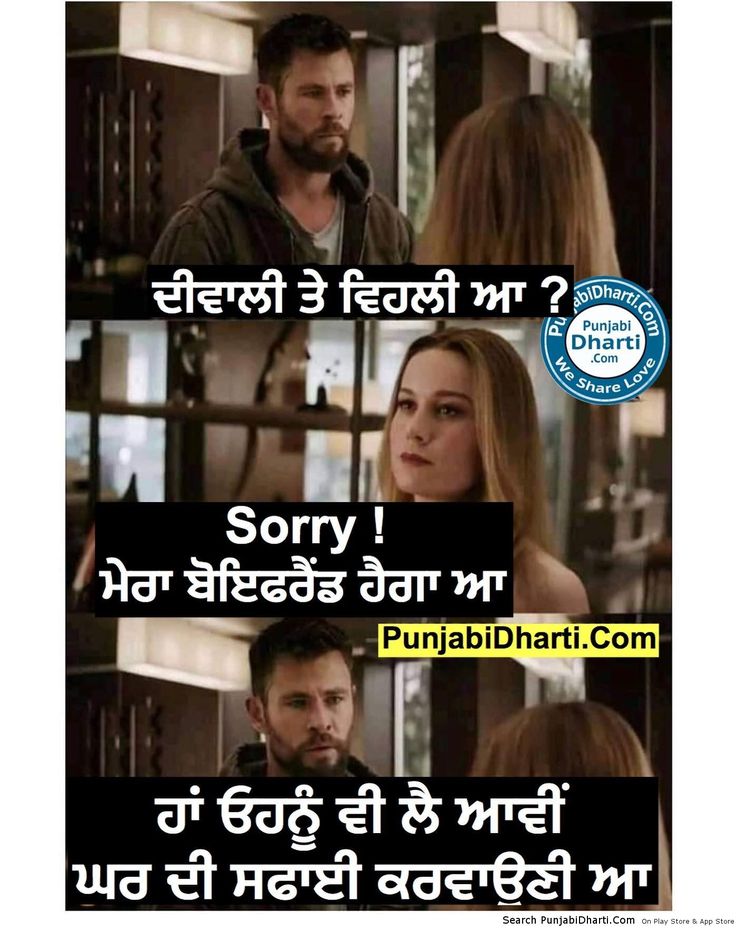 ਦੀਵਾਲੀ ਤੇ ਵਿਹਲੀ ਆ ?
PunjabiDharti.Com
Punjabi
Dharti
.Com
We Share Love
Sorry !
ਮੇਰਾ ਬੋਇਫਰੈਂਡ ਹੈਗਾ ਆ
PunjabiDharti.Com
ਹਾਂ ਓਹਨੂੰ ਵੀ ਲੈ ਆਵੀਂ
ਘਰ ਦੀ ਸਫਾਈ ਕਰਵਾਉਣੀ ਆ
Search PunjabiDharti.Com On Play Store & App Store